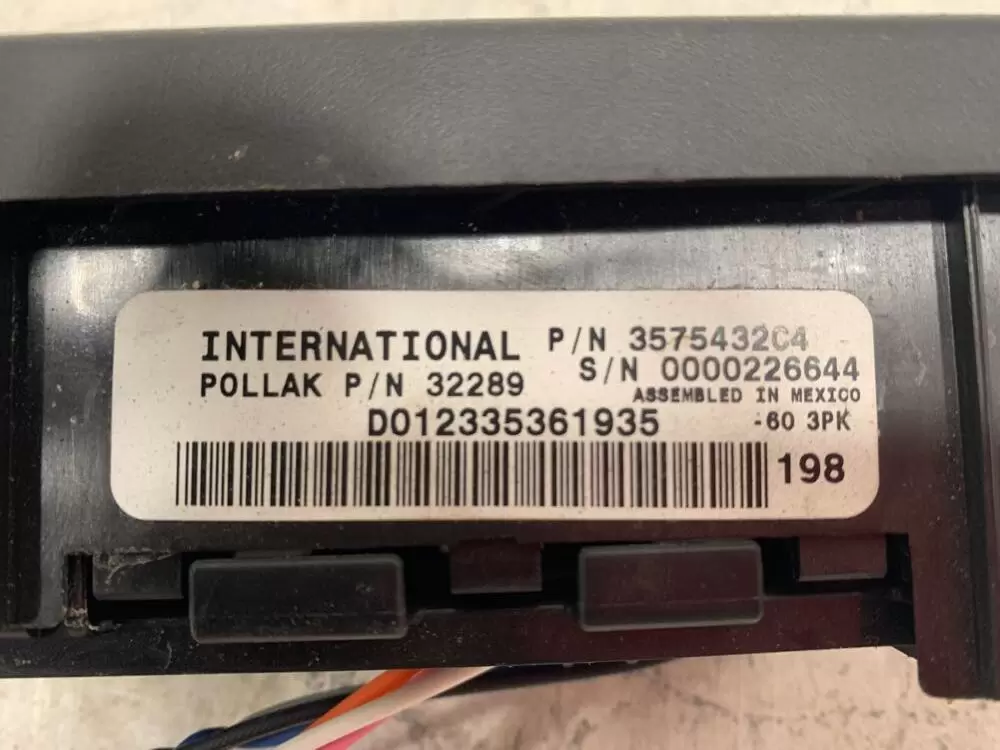 INTERNATIONAL P/N 3575432C4
POLLAK P/N 32289 S/N 0000226644
ASSEMBLED IN MEXICO
D012335361935 -60 3PK
198